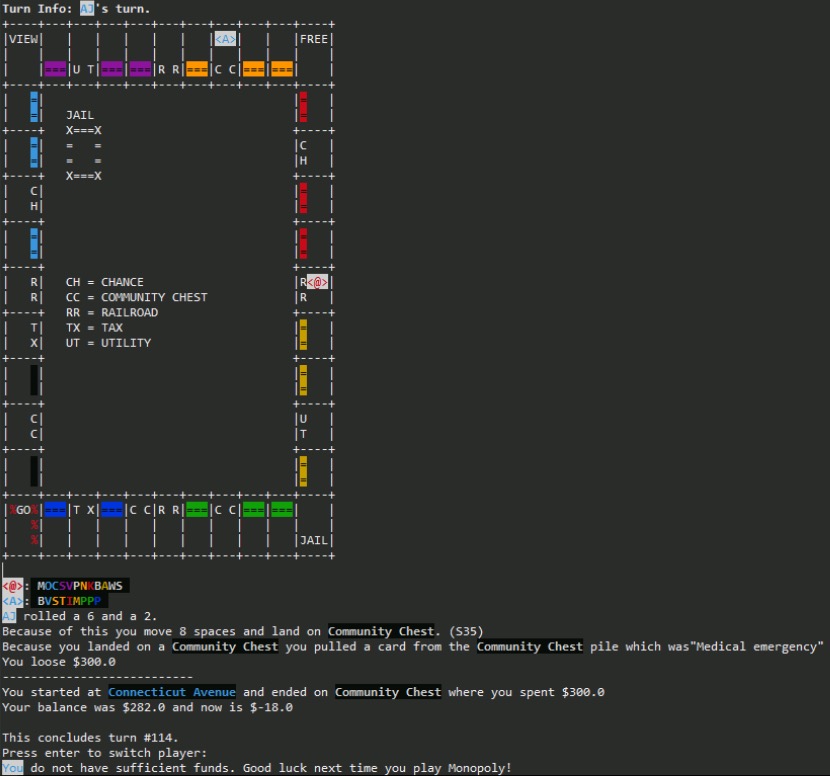 Turn Info: AJ's turn.
+----+---+---+---+---+---+---+---+---+---+----+
|VIEW|   |   |   |   |   |   |<A>|   |   |FREE|
|    |   |   |   |   |   |   |   |   |   |    |
|    |===|U T|===|===|R R|===|C C|===|===|    |
+----+---+---+---+---+---+---+---+---+---+----+
|   =|                                   |=   |
|   =|   JAIL                            |=   |
+----+   X===X                           +----+
|   =|   =   =                           |C   |
|   =|   =   =                           |H   |
+----+   X===X                           +----+
|   C|                                   |=   |
|   H|                                   |=   |
+----+                                   +----+
|   =|                                   |=   |
|   =|                                   |=   |
+----+                                   +----+
|   R|   CH = CHANCE                     |R<@>|
|   R|   CC = COMMUNITY CHEST            |R   |
+----+   RR = RAILROAD                   +----+
|   T|   TX = TAX                        |=   |
|   X|   UT = UTILITY                    |=   |
+----+                                   +----+
|    |                                   |=   |
|    |                                   |=   |
+----+                                   +----+
|   C|                                   |U   |
|   C|                                   |T   |
+----+                                   +----+
|    |                                   |=   |
|    |                                   |=   |
+----+---+---+---+---+---+---+---+---+---+----+
|%GO%|===|T X|===|C C|R R|===|C C|===|===|    |
|   %|   |   |   |   |   |   |   |   |   |    |
|   %|   |   |   |   |   |   |   |   |   |JAIL|
+----+---+---+---+---+---+---+---+---+---+----+
<@>: MOCSVPNKBAWS
<A>: BVSTIMPPP
AJ rolled a 6 and a 2.
Because of this you move 8 spaces and land on Community Chest. (S35)
Because you landed on a Community Chest you pulled a card from the Community Chest pile which was"Medical emergency"
You loose $300.0
---------------------------
You started at Connecticut Avenue and ended on Community Chest where you spent $300.0
Your balance was $282.0 and now is $-18.0
This concludes turn #114.
Press enter to switch player:
You do not have sufficient funds. Good luck next time you play Monopoly!